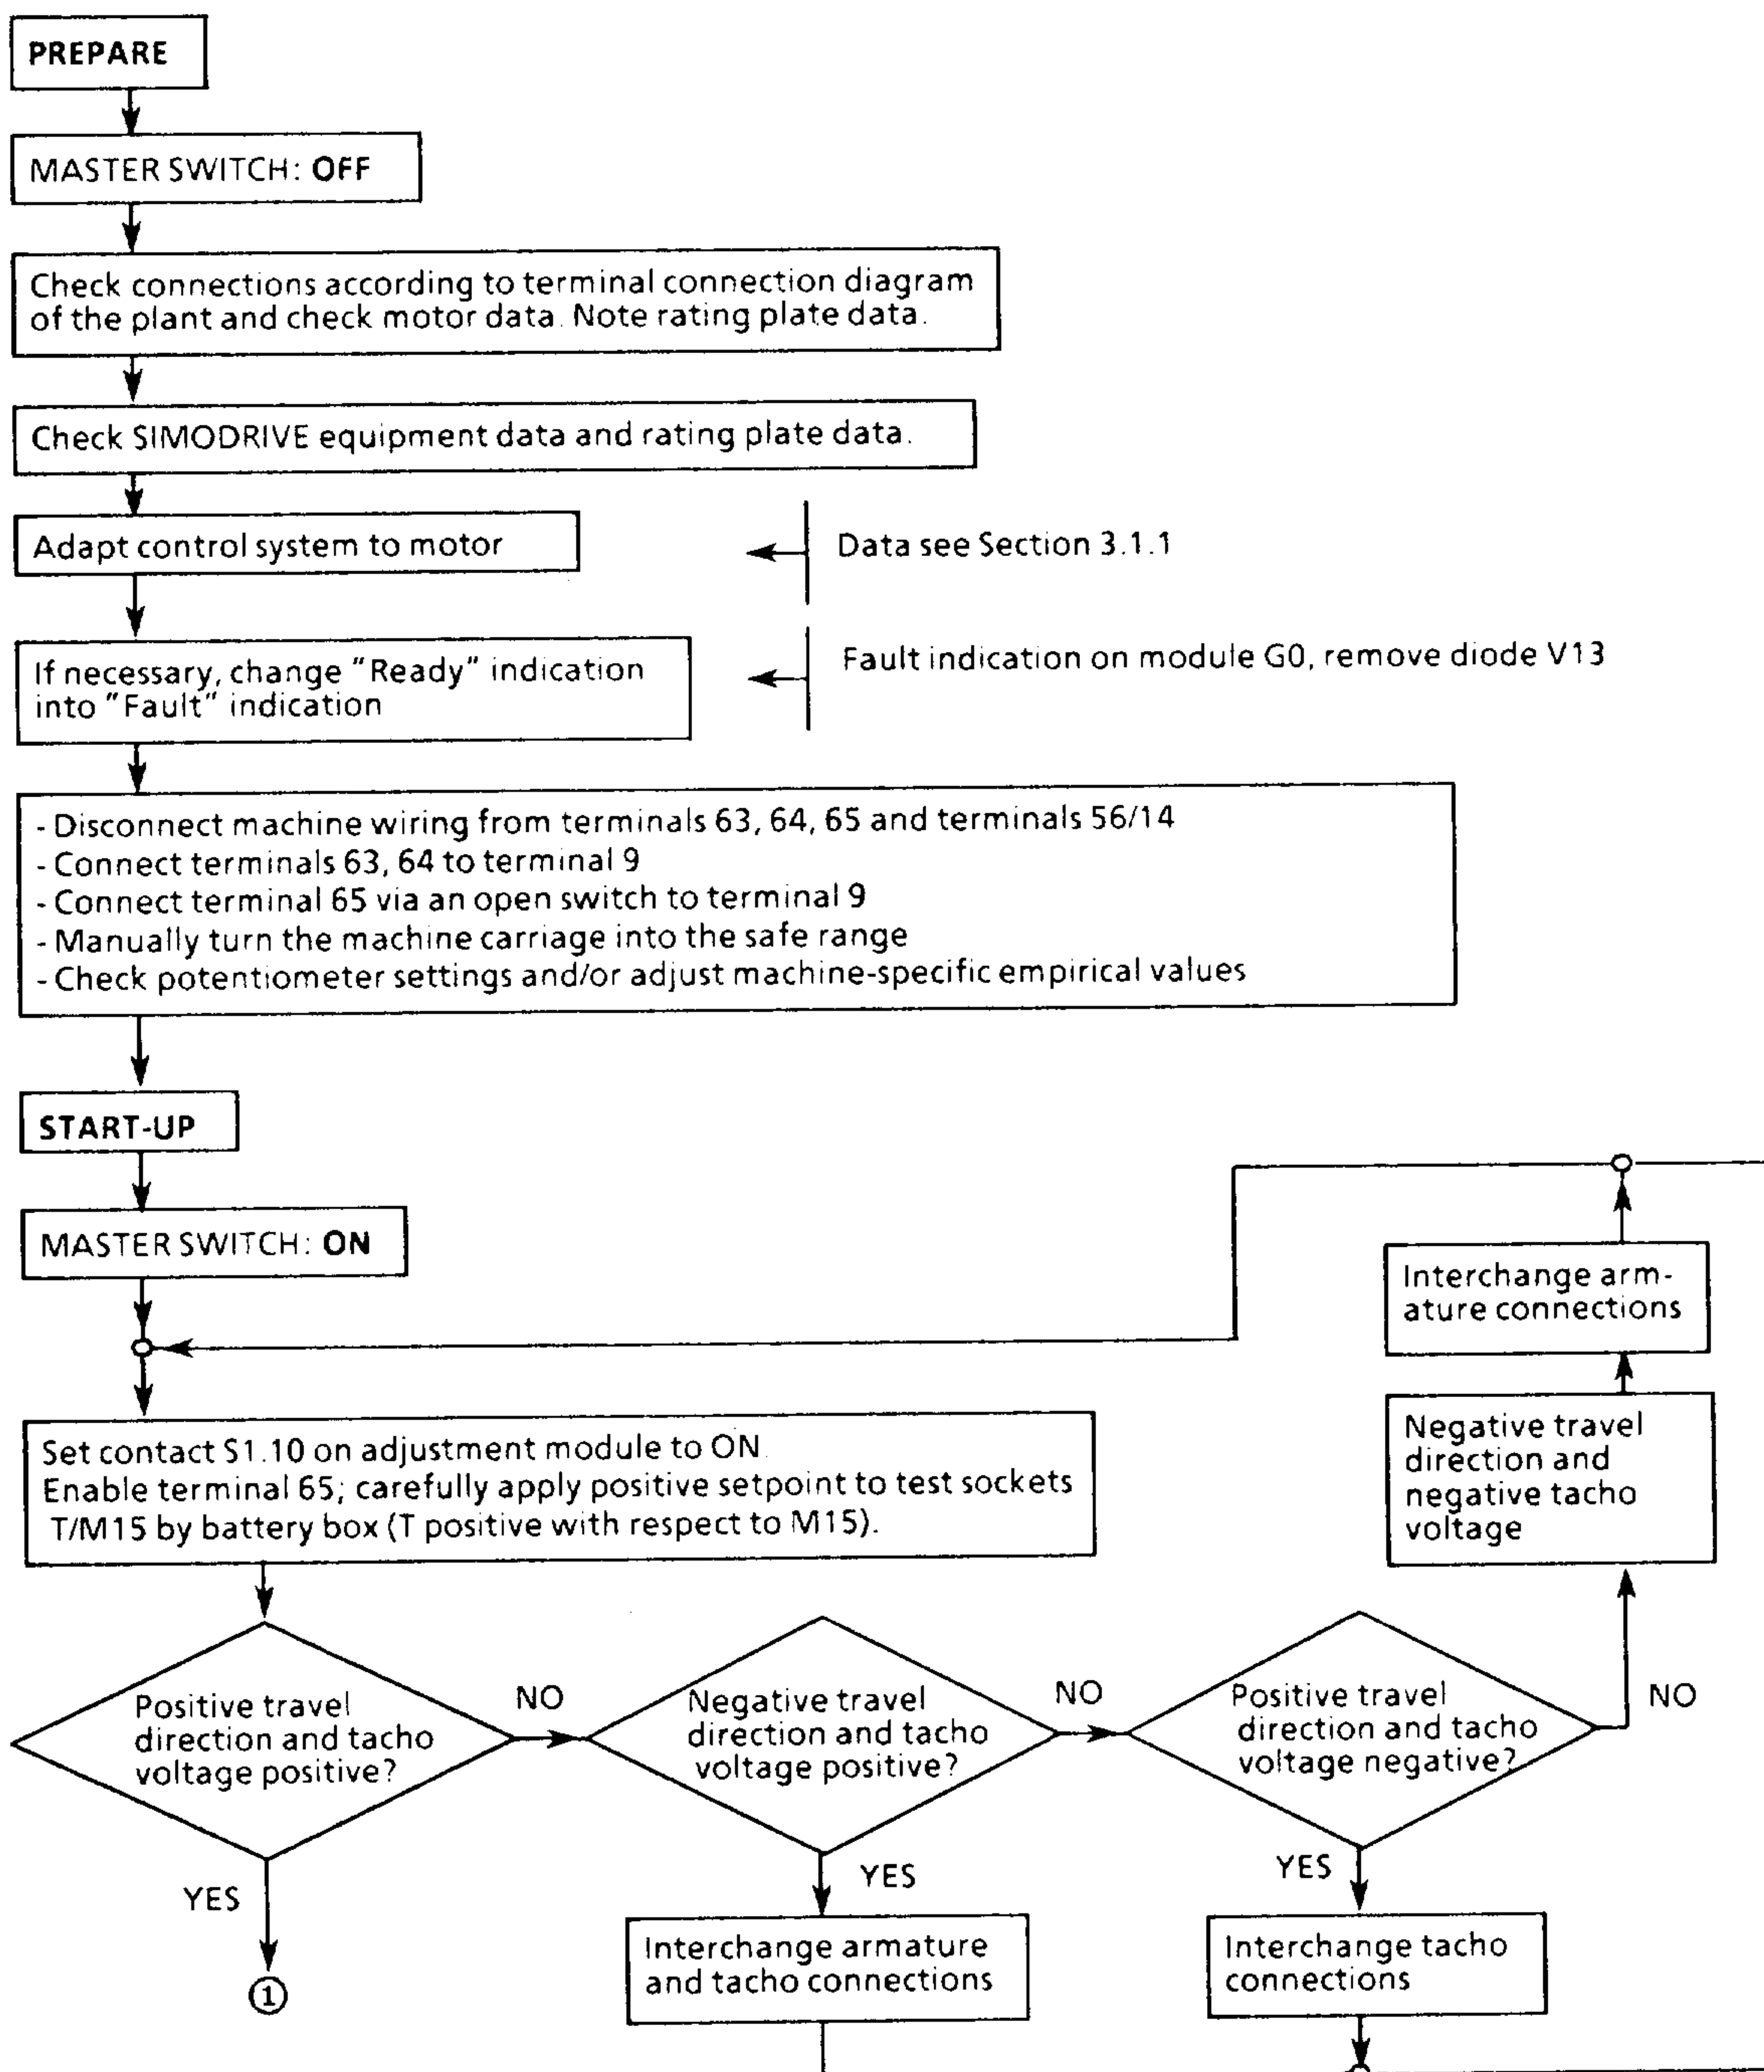 PREPARE
MASTER SWITCH: OFF
Check connections according to terminal connection diagram
of the plant and check motor data. Note rating plate data.
Check SIMODRIVE equipment data and rating plate data.
Adapt control system to motor
Data see Section 3.1.1
If necessary, change "Ready" indication
into "Fault" indication
Fault indication on module G0, remove diode V13
- Disconnect machine wiring from terminals 63, 64, 65 and terminals 56/14
- Connect terminals 63, 64 to terminal 9
- Connect terminal 65 via an open switch to terminal 9
- Manually turn the machine carriage into the safe range
- Check potentiometer settings and/or adjust machine-specific empirical values
START-UP
MASTER SWITCH: ON
Interchange arm-
ature connections
Negative travel
direction and
negative tacho
voltage
Set contact S1.10 on adjustment module to ON.
Enable terminal 65; carefully apply positive setpoint to test sockets
T/M15 by battery box (T positive with respect to M15).
Positive travel
direction and tacho
voltage positive?
NO
Negative travel
direction and tacho
voltage positive?
NO
Positive travel
direction and tacho
voltage negative?
NO
YES
YES
YES
1
Interchange armature
and tacho connections
Interchange tacho
connections